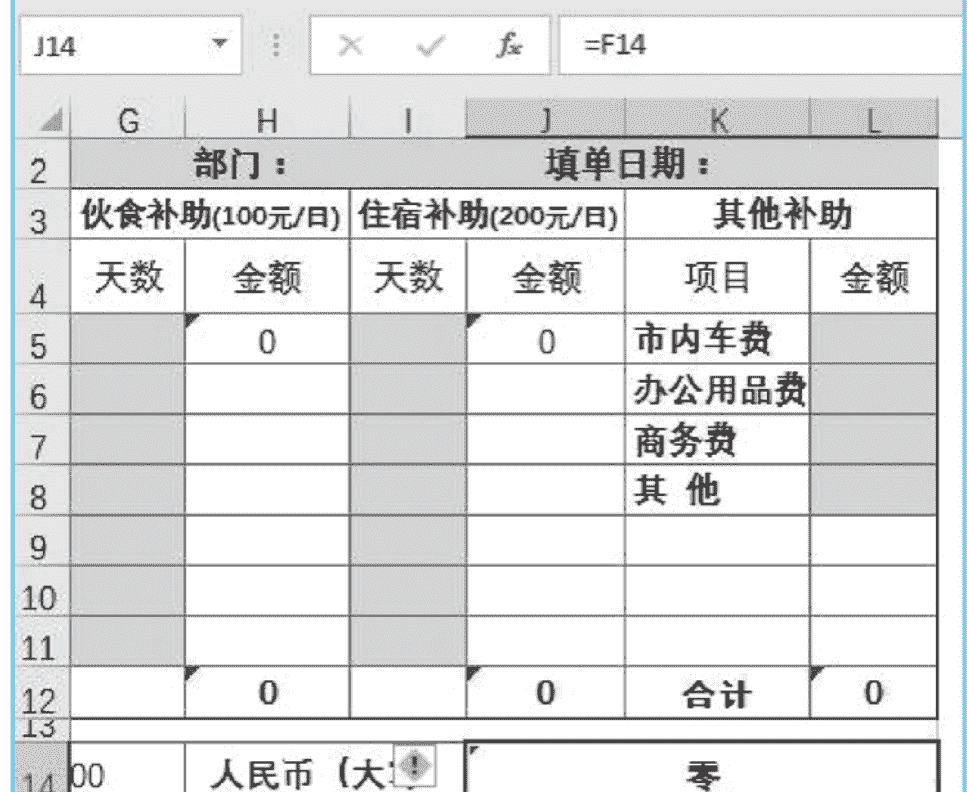 J14 fx =F14
G H I J K L
2 部门： 填单日期：
3 伙食补助(100元/日) 住宿补助(200元/日) 其他补助
4 天数 金额 天数 金额 项目 金额
5 0 0 市内车费
6 办公用品费
7 商务费
8 其 他
9
10
11
12 0 0 合计 0
13
14 00 人民币（大 零